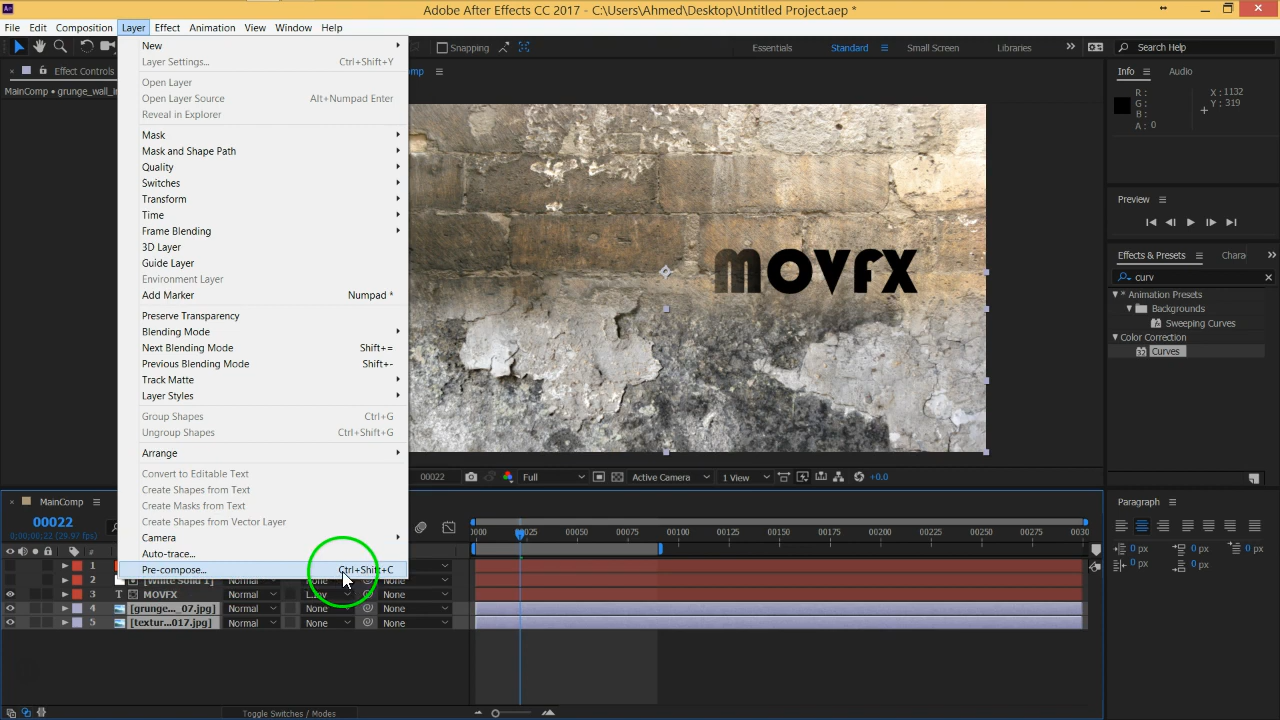 Adobe After Effects CC 2017 - C:\Users\Ahmed\Desktop\Untitled Project.aep *
File Edit Composition Layer Effect Animation View Window Help
Snapping Essentials Standard Small Screen Libraries Search Help
Effect Controls
MainComp • grunge_wall_i
New
Layer Settings... Ctrl+Shift+Y
Open Layer
Open Layer Source Alt+Numpad Enter
Reveal in Explorer
Mask
Mask and Shape Path
Quality
Switches
Transform
Time
Frame Blending
3D Layer
Guide Layer
Environment Layer
Add Marker Numpad *
Preserve Transparency
Blending Mode
Next Blending Mode Shift+=
Previous Blending Mode Shift+-
Track Matte
Layer Styles
Group Shapes Ctrl+G
Ungroup Shapes Ctrl+Shift+G
Arrange
Convert to Editable Text
Create Shapes from Text
Create Masks from Text
Create Shapes from Vector Layer
Camera
Auto-trace...
Pre-compose... Ctrl+Shift+C
MOVFX
Info Audio
R :
G :
B :
A : 0
X : 1132
Y : 319
Preview
Effects & Presets Chara
curv
* Animation Presets
Backgrounds
Sweeping Curves
Color Correction
Curves
00022 Full Active Camera 1 View +0.0
Paragraph
0 px 0 px 0 px
0 px 0 px
MainComp
00022
0:00:00:22 (29.97 fps)
#
00025 00050 00075 00100 00125 00150 00175 00200 00225 00250 00275
1
2 [White Solid 1] Normal None None
3 T MOVFX Normal None
4 [grunge..._07.jpg] Normal None None
5 [textur...017.jpg] Normal None None
Toggle Switches / Modes